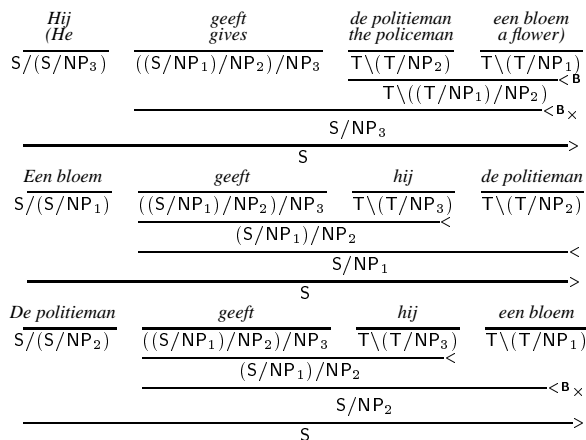 Hij geeft de politieman een bloem
(He gives the policeman a flower)
S/(S/NP₃) ((S/NP₁)/NP₂)/NP₃ T\(T/NP₂) T\(T/NP₁)
<B
T\((T/NP₁)/NP₂)
<B×
S/NP₃
>
S
Een bloem geeft hij de politieman
S/(S/NP₁) ((S/NP₁)/NP₂)/NP₃ T\(T/NP₃) T\(T/NP₂)
<
(S/NP₁)/NP₂
<
S/NP₁
>
S
De politieman geeft hij een bloem
S/(S/NP₂) ((S/NP₁)/NP₂)/NP₃ T\(T/NP₃) T\(T/NP₁)
<
(S/NP₁)/NP₂
<B×
S/NP₂
>
S